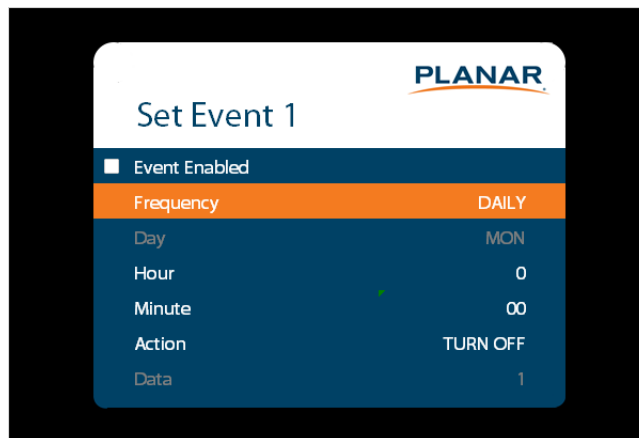 PLANAR
Set Event 1
Event Enabled
Frequency DAILY
Day MON
Hour 0
Minute 00
Action TURN OFF
Data 1